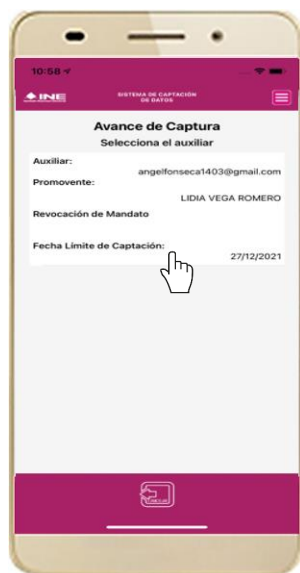 10:58
INE
SISTEMA DE CAPTACIÓN
DE DATOS
Avance de Captura
Selecciona el auxiliar
Auxiliar:
angelfonseca1403@gmail.com
Promovente:
LIDIA VEGA ROMERO
Revocación de Mandato
Fecha Límite de Captación:
27/12/2021